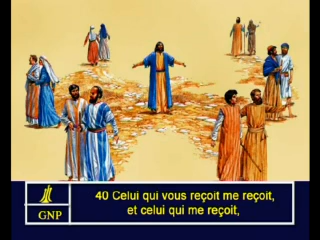 40 Celui qui vous reçoit me reçoit,
et celui qui me reçoit,
GNP